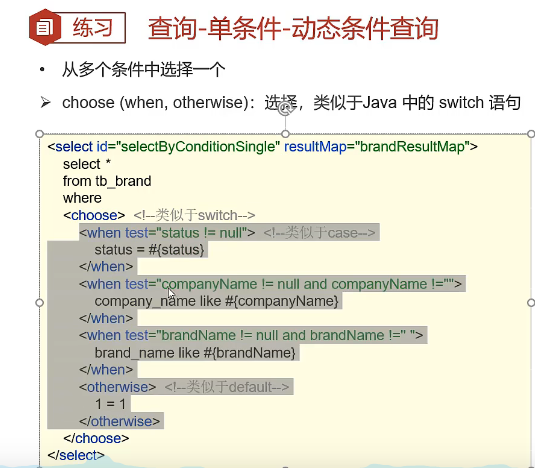 练习
查询-单条件-动态条件查询
• 从多个条件中选择一个
➢ choose (when, otherwise)：选择，类似于Java 中的 switch 语句
<select id="selectByConditionSingle" resultMap="brandResultMap">
select *
from tb_brand
where
<choose> <!--类似于switch-->
<when test="status != null"> <!--类似于case-->
status = #{status}
</when>
<when test="companyName != null and companyName !=''">
company_name like #{companyName}
</when>
<when test="brandName != null and brandName !=' '">
brand_name like #{brandName}
</when>
<otherwise> <!--类似于default-->
1 = 1
</otherwise>
</choose>
</select>